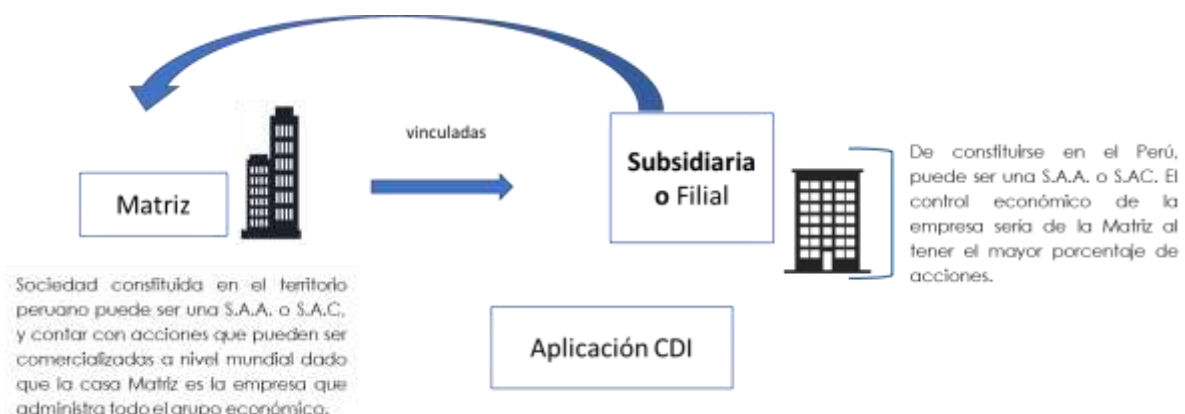 vinculadas
Matriz
Subsidiaria
o Filial
De constituirse en el Perú,
puede ser una S.A.A. o S.AC. El
control económico de la
empresa sería de la Matriz al
tener el mayor porcentaje de
acciones.
Sociedad constituida en el territorio
peruano puede ser una S.A.A. o S.A.C,
y contar con acciones que pueden ser
comercializadas a nivel mundial dado
que la casa Matriz es la empresa que
administra todo el grupo económico.
Aplicación CDI